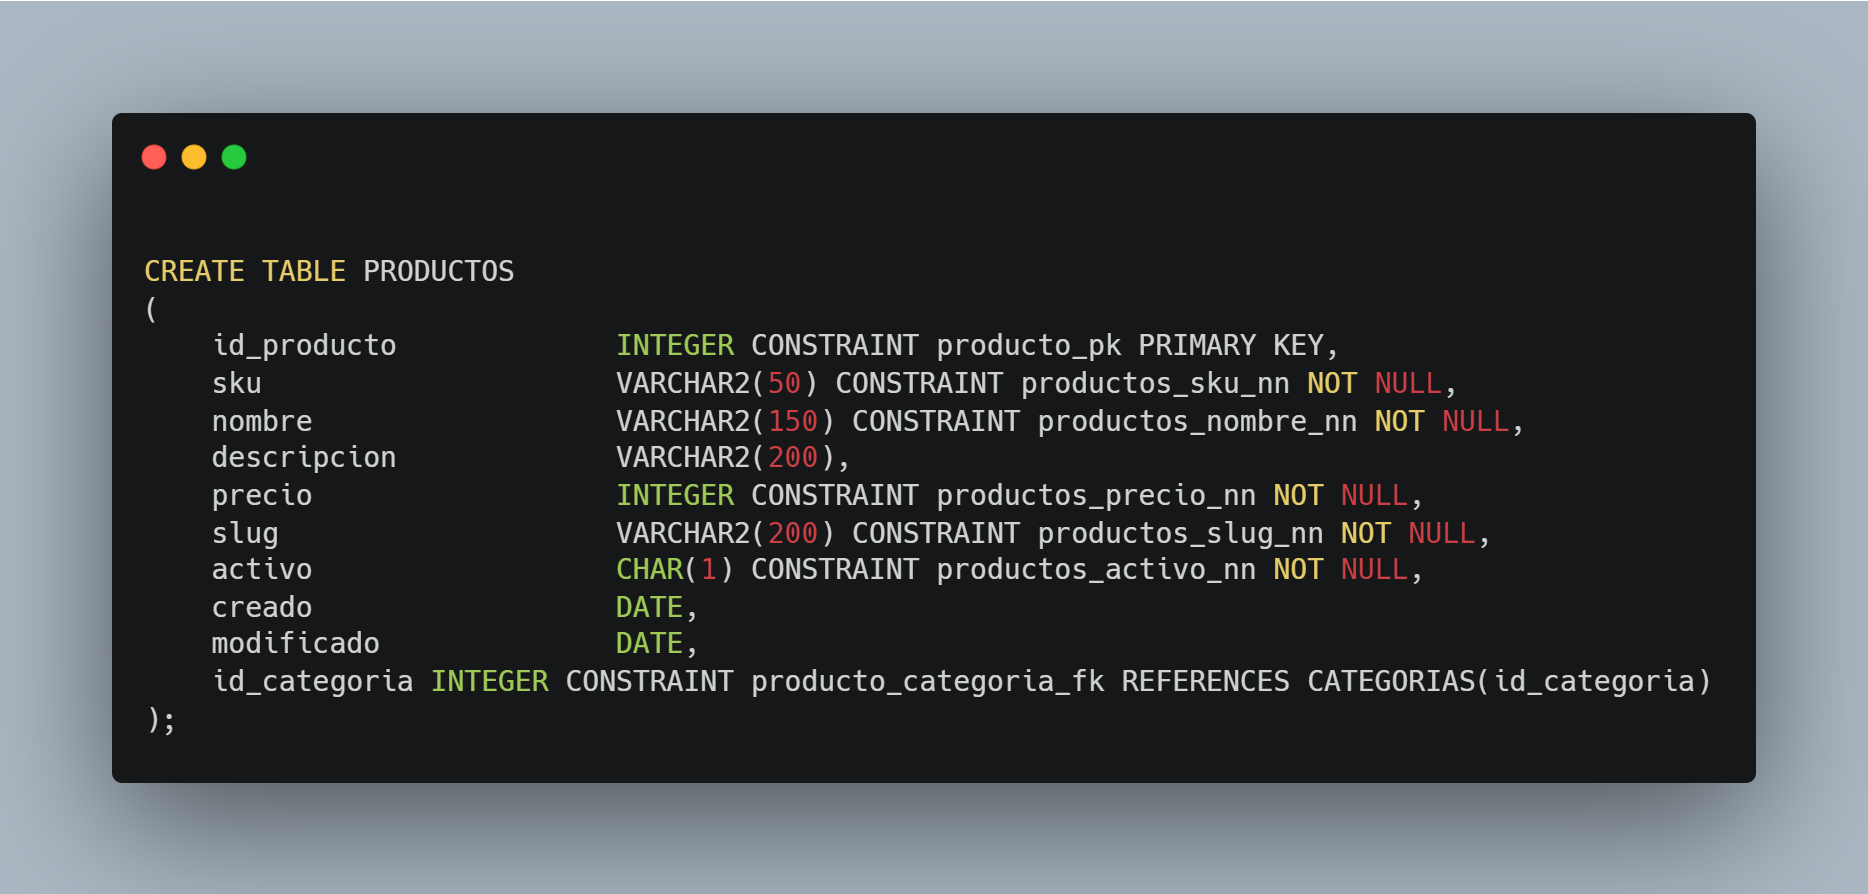 CREATE TABLE PRODUCTOS
(
    id_producto             INTEGER CONSTRAINT producto_pk PRIMARY KEY,
    sku                     VARCHAR2(50) CONSTRAINT productos_sku_nn NOT NULL,
    nombre                  VARCHAR2(150) CONSTRAINT productos_nombre_nn NOT NULL,
    descripcion             VARCHAR2(200),
    precio                  INTEGER CONSTRAINT productos_precio_nn NOT NULL,
    slug                    VARCHAR2(200) CONSTRAINT productos_slug_nn NOT NULL,
    activo                  CHAR(1) CONSTRAINT productos_activo_nn NOT NULL,
    creado                  DATE,
    modificado              DATE,
    id_categoria INTEGER CONSTRAINT producto_categoria_fk REFERENCES CATEGORIAS(id_categoria)
);